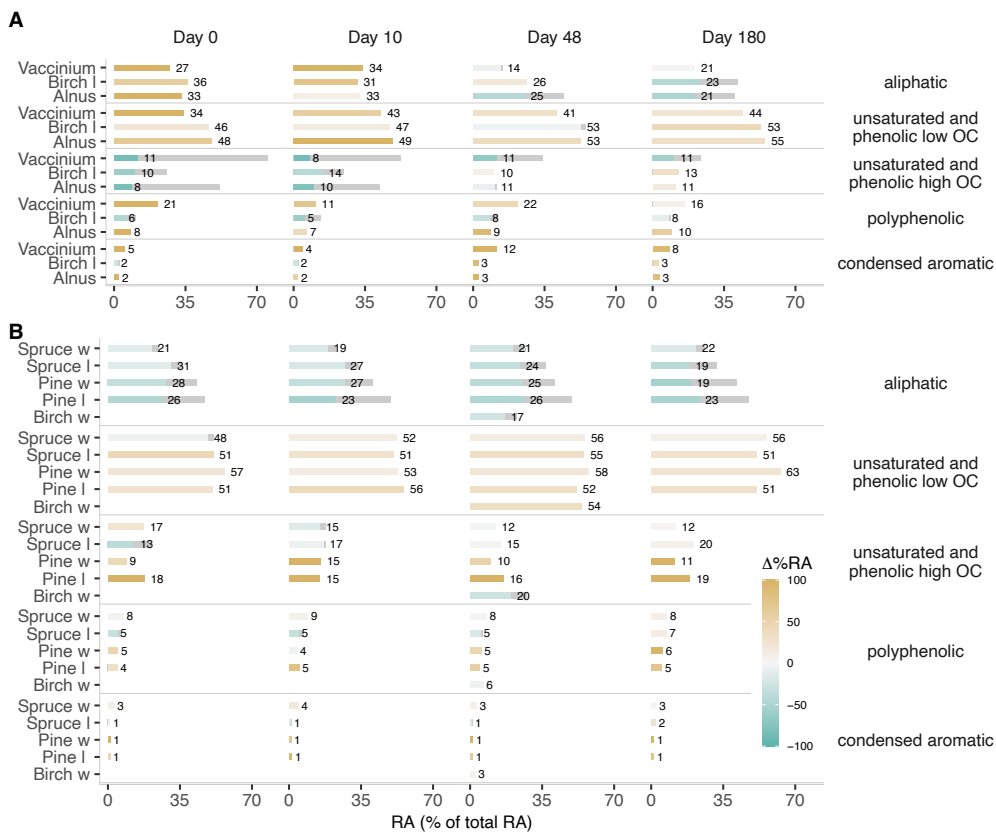 A
Day 0 Day 10 Day 48 Day 180
Vaccinium 27 34 14 21
Birch l 36 31 26 23
aliphatic
Alnus 33 33 25 21
Vaccinium 34 43 41 44
unsaturated and
Birch l 46 47 53 53
phenolic low OC
Alnus 48 49 53 55
Vaccinium 11 8 11 11
unsaturated and
Birch l 10 14 10 13
phenolic high OC
Alnus 8 10 11 11
Vaccinium 21 11 22 16
Birch l 6 5 8 8
polyphenolic
Alnus 8 7 9 10
Vaccinium 5 4 12 8
Birch l 2 2 3 3
condensed aromatic
Alnus 2 2 3 3
0 35 70 0 35 70 0 35 70 0 35 70
B
Spruce w 21 19 21 22
Spruce l 31 27 24 19
Pine w 28 27 25 19
aliphatic
Pine l 26 23 26 23
Birch w 17
Spruce w 48 52 56 56
Spruce l 51 51 55 51
unsaturated and
Pine w 57 53 58 63
phenolic low OC
Pine l 51 56 52 51
Birch w 54
Spruce w 17 15 12 12
Spruce l 13 17 15 20
unsaturated and
Pine w 9 15 10 11
phenolic high OC
Pine l 18 15 16 19
Birch w 20
Spruce w 8 9 8 8
Spruce l 5 5 5 7
Pine w 5 4 5 6
polyphenolic
Pine l 4 5 5 5
Birch w 6
Spruce w 3 4 3 3
Spruce l 1 1 1 2
Pine w 1 1 1 1
condensed aromatic
Pine l 1 1 1 1
Birch w 3
0 35 70 0 35 70 0 35 70 0 35 70
RA (% of total RA)
Δ%RA
100
50
0
−50
−100